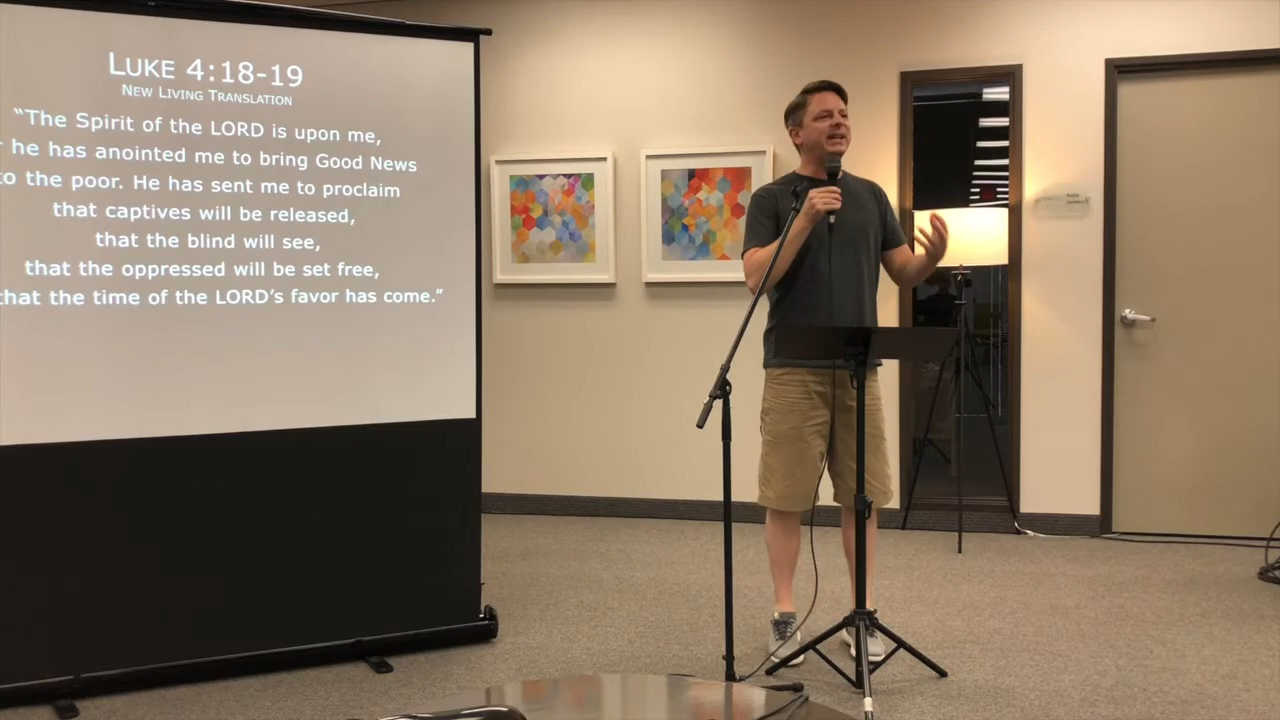 LUKE 4:18-19
NEW LIVING TRANSLATION
“The Spirit of the LORD is upon me,
he has anointed me to bring Good News
to the poor. He has sent me to proclaim
that captives will be released,
that the blind will see,
that the oppressed will be set free,
that the time of the LORD’s favor has come.”